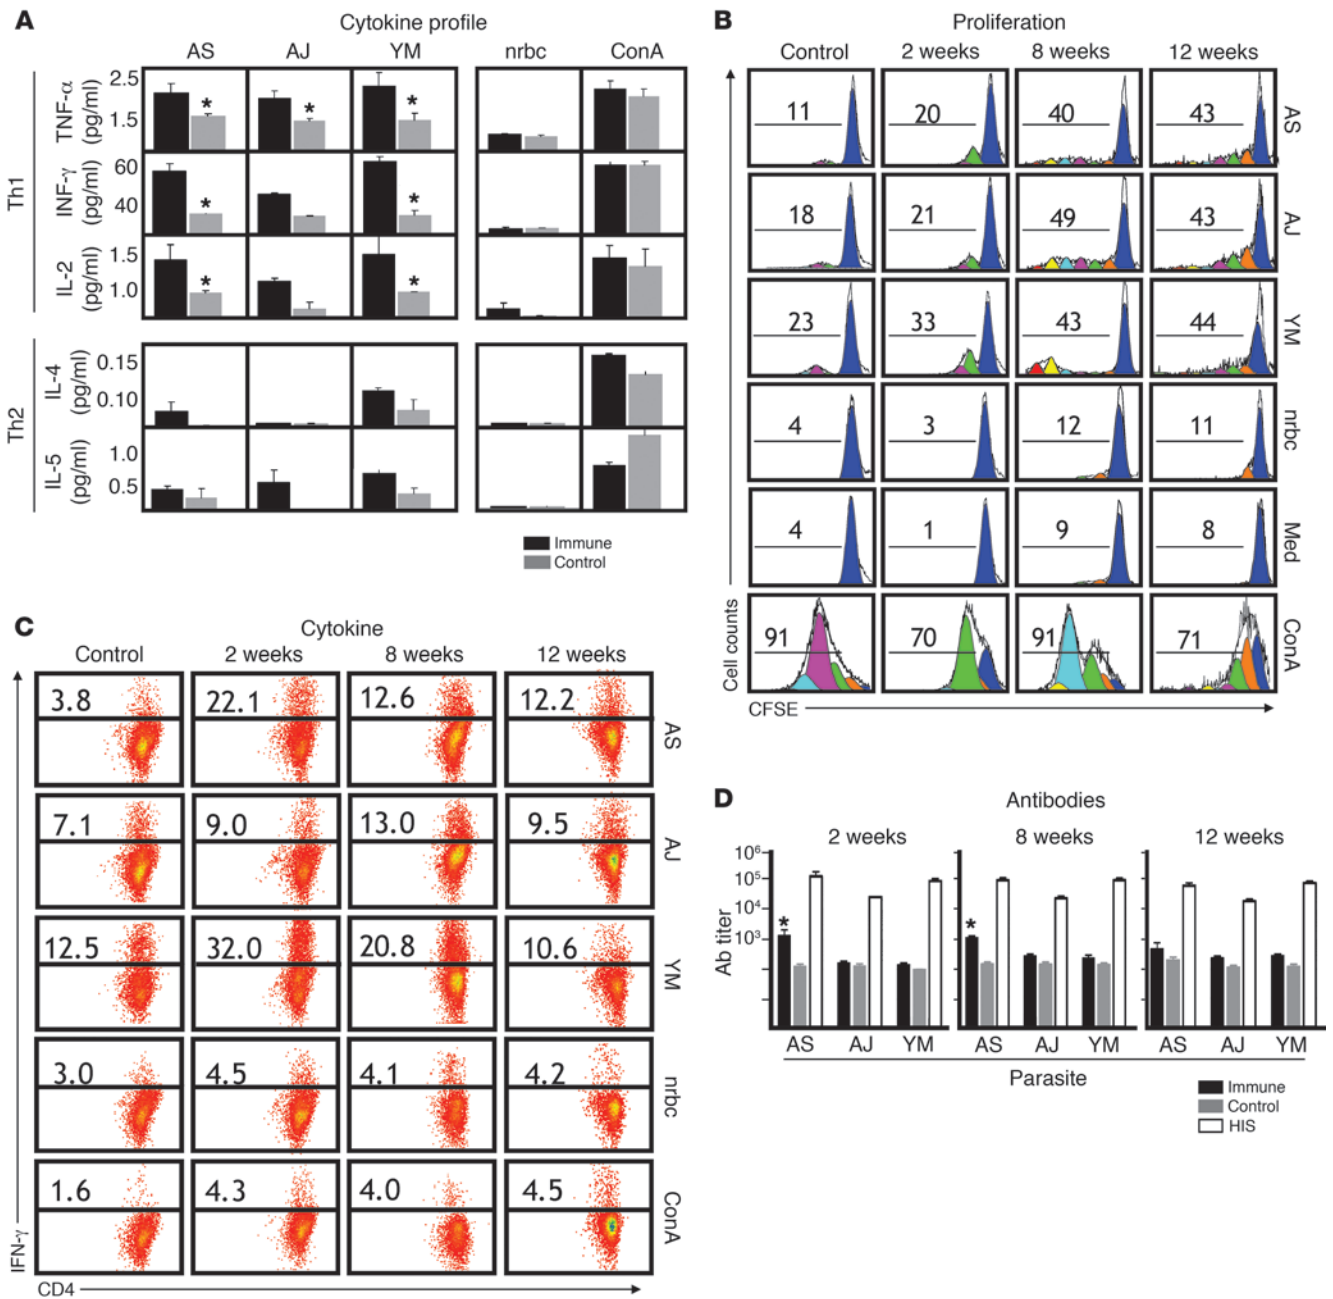 A
Cytokine profile
AS AJ YM nrbc ConA
Th1
TNF-α
(pg/ml)
2.5
1.5
INF-γ
(pg/ml)
60
40
IL-2
(pg/ml)
1.5
1.0
* * *
* *
* *
Th2
IL-4
(pg/ml)
0.15
0.10
IL-5
(pg/ml)
1.0
0.5
Immune
Control
B
Proliferation
Control 2 weeks 8 weeks 12 weeks
11 20 40 43 AS
18 21 49 43 AJ
23 33 43 44 YM
4 3 12 11 nrbc
4 1 9 8 Med
91 70 91 71 ConA
Cell counts
CFSE
C
Cytokine
Control 2 weeks 8 weeks 12 weeks
3.8 22.1 12.6 12.2 AS
7.1 9.0 13.0 9.5 AJ
12.5 32.0 20.8 10.6 YM
3.0 4.5 4.1 4.2 nrbc
1.6 4.3 4.0 4.5 ConA
IFN-γ
CD4
D
Antibodies
2 weeks 8 weeks 12 weeks
Ab titer
10⁶
10⁵
10⁴
10³
* *
AS AJ YM AS AJ YM AS AJ YM
Parasite
Immune
Control
HIS